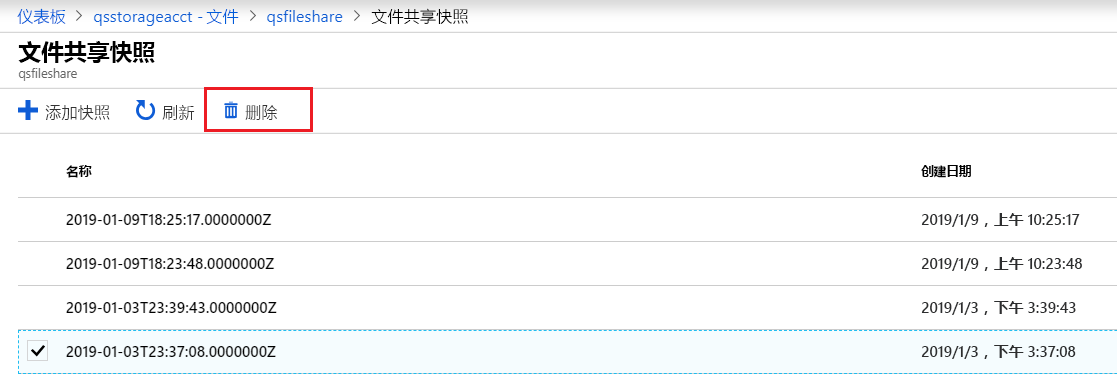 仪表板 > qsstorageacct - 文件 > qsfileshare > 文件共享快照
文件共享快照
qsfileshare
添加快照 刷新 删除
名称 创建日期
2019-01-09T18:25:17.0000000Z 2019/1/9，上午 10:25:17
2019-01-09T18:23:48.0000000Z 2019/1/9，上午 10:23:48
2019-01-03T23:39:43.0000000Z 2019/1/3，下午 3:39:43
2019-01-03T23:37:08.0000000Z 2019/1/3，下午 3:37:08